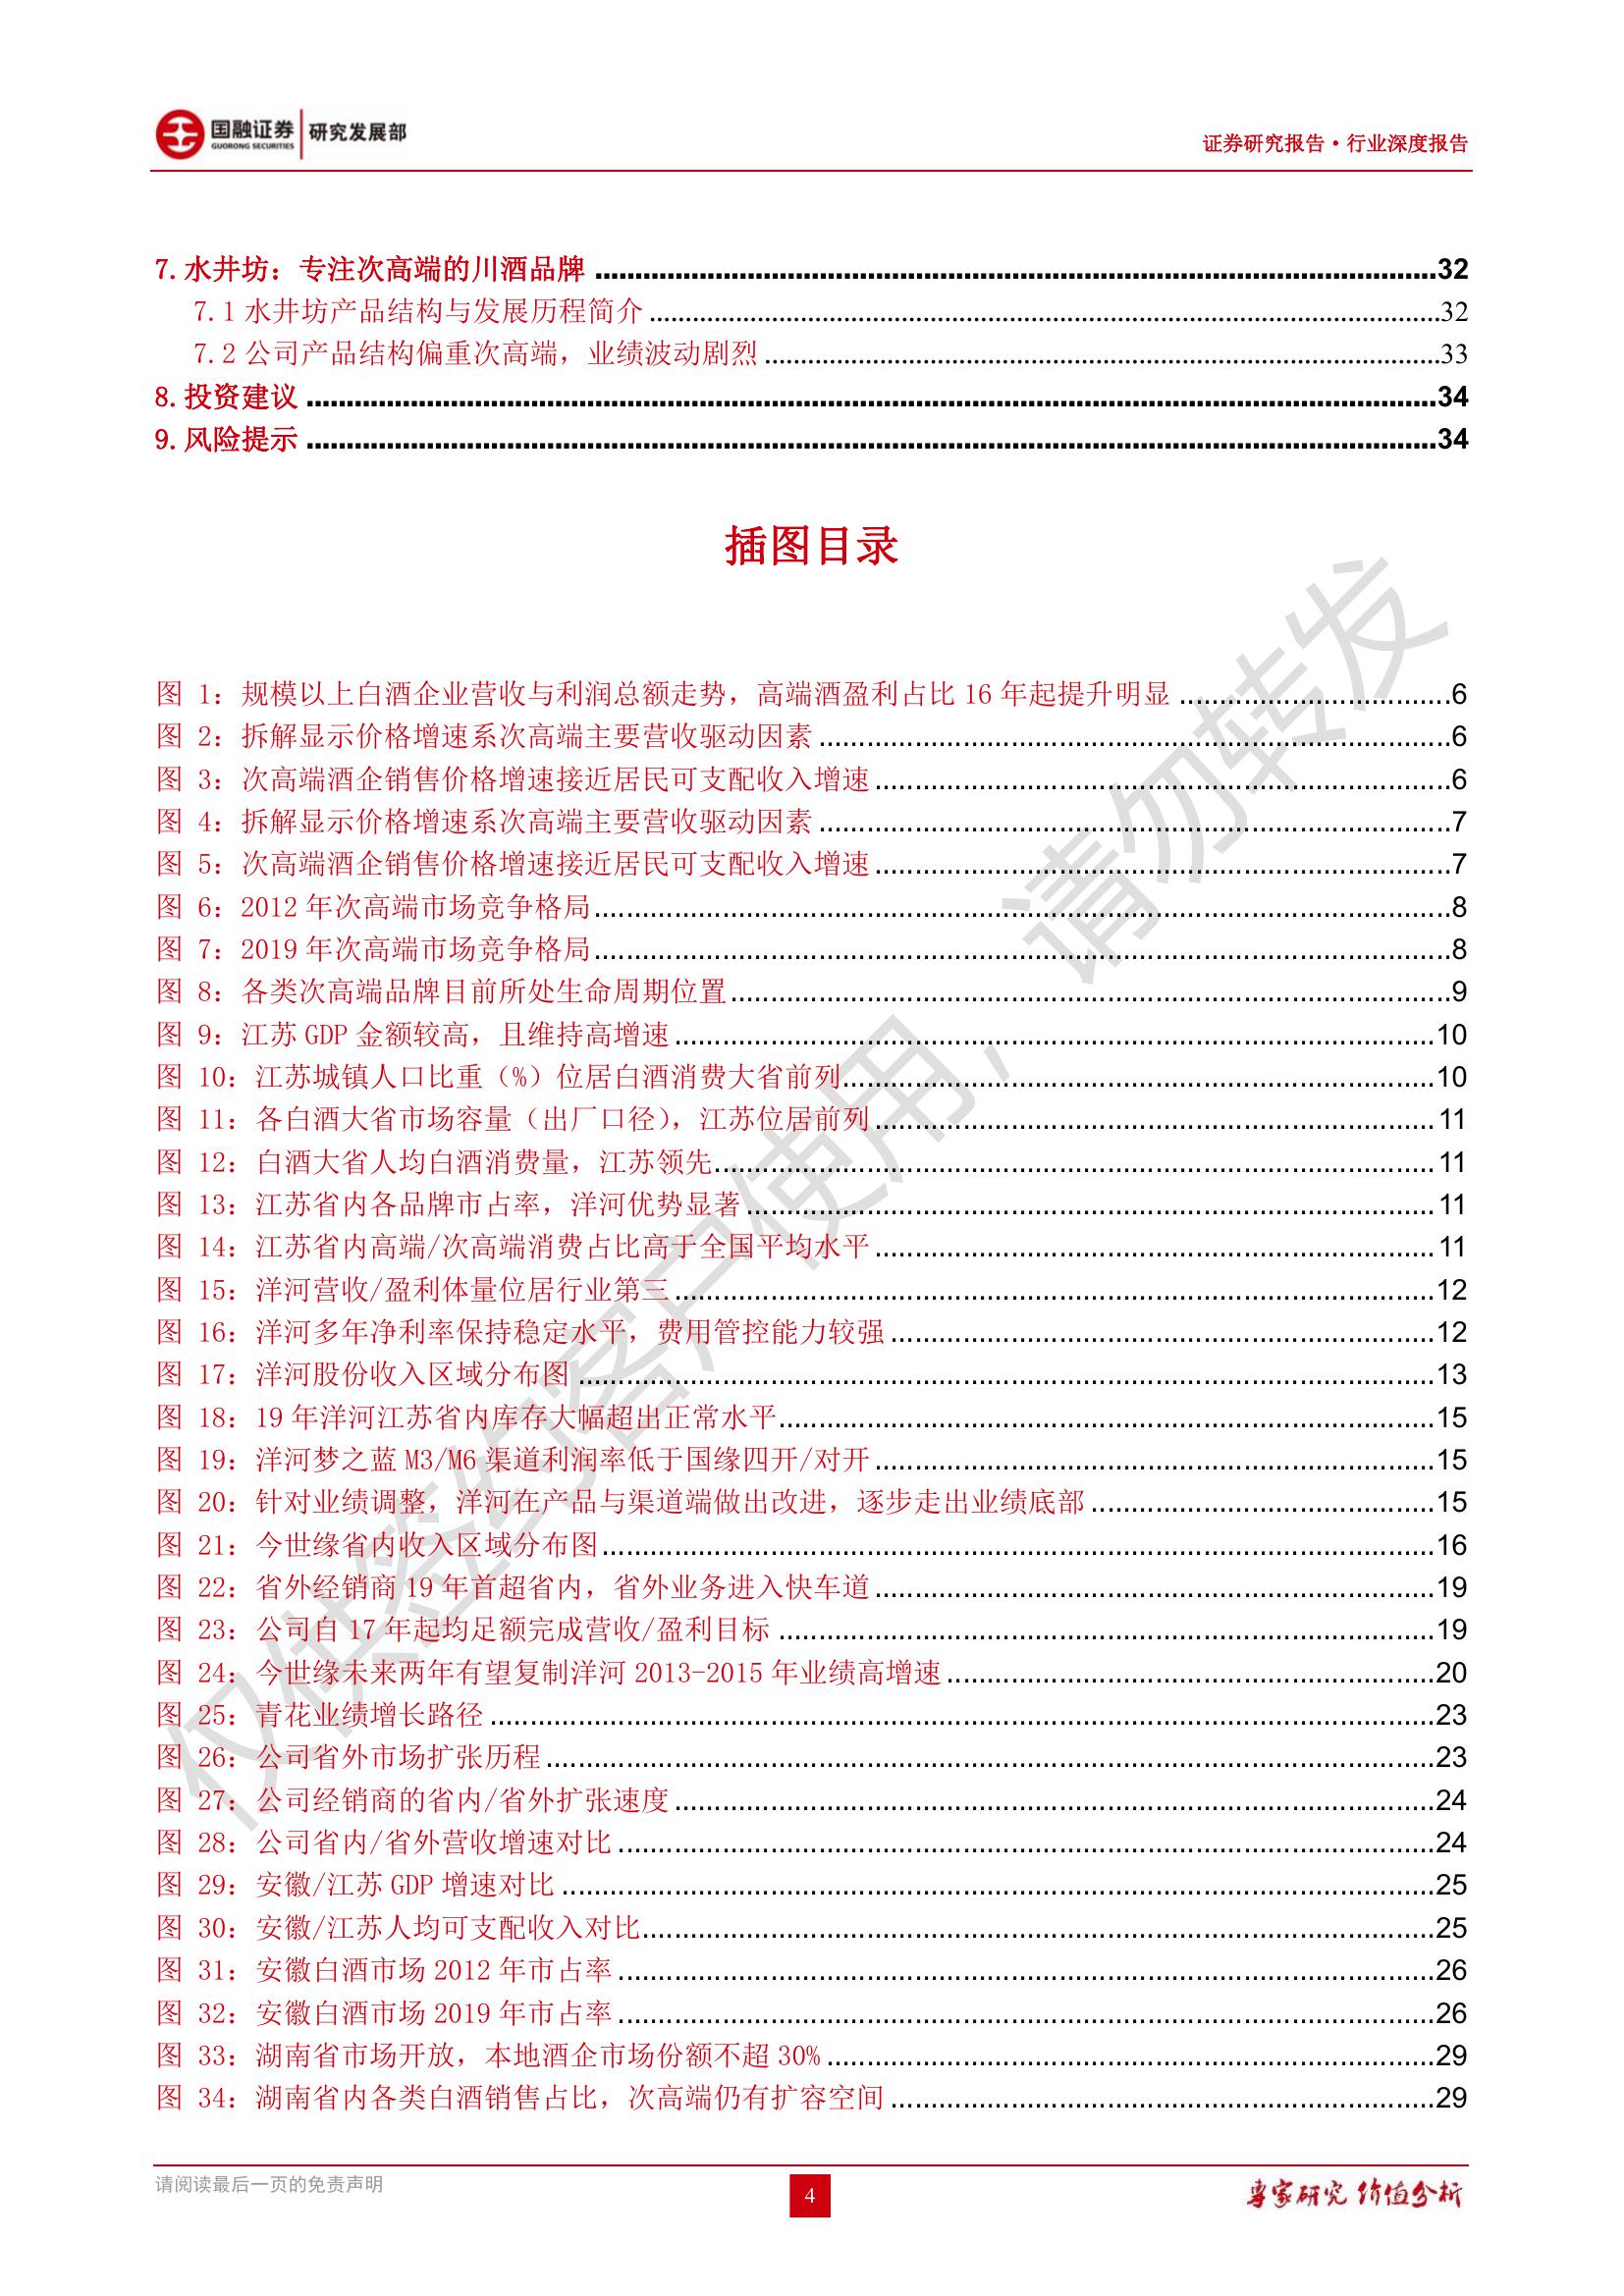 国融证券 研究发展部
GUORONG SECURITIES
证券研究报告·行业深度报告
7.水井坊：专注次高端的川酒品牌 32
7.1 水井坊产品结构与发展历程简介 32
7.2 公司产品结构偏重次高端，业绩波动剧烈 33
8.投资建议 34
9.风险提示 34
插图目录
图 1：规模以上白酒企业营收与利润总额走势，高端酒盈利占比 16 年起提升明显 6
图 2：拆解显示价格增速系次高端主要营收驱动因素 6
图 3：次高端酒企销售价格增速接近居民可支配收入增速 6
图 4：拆解显示价格增速系次高端主要营收驱动因素 7
图 5：次高端酒企销售价格增速接近居民可支配收入增速 7
图 6：2012 年次高端市场竞争格局 8
图 7：2019 年次高端市场竞争格局 8
图 8：各类次高端品牌目前所处生命周期位置 9
图 9：江苏 GDP 金额较高，且维持高增速 10
图 10：江苏城镇人口比重（%）位居白酒消费大省前列 10
图 11：各白酒大省市场容量（出厂口径），江苏位居前列 11
图 12：白酒大省人均白酒消费量，江苏领先 11
图 13：江苏省内各品牌市占率，洋河优势显著 11
图 14：江苏省内高端/次高端消费占比高于全国平均水平 11
图 15：洋河营收/盈利体量位居行业第三 12
图 16：洋河多年净利率保持稳定水平，费用管控能力较强 12
图 17：洋河股份收入区域分布图 13
图 18：19 年洋河江苏省内库存大幅超出正常水平 15
图 19：洋河梦之蓝 M3/M6 渠道利润率低于国缘四开/对开 15
图 20：针对业绩调整，洋河在产品与渠道端做出改进，逐步走出业绩底部 15
图 21：今世缘省内收入区域分布图 16
图 22：省外经销商 19 年首超省内，省外业务进入快车道 19
图 23：公司自 17 年起均足额完成营收/盈利目标 19
图 24：今世缘未来两年有望复制洋河 2013-2015 年业绩高增速 20
图 25：青花业绩增长路径 23
图 26：公司省外市场扩张历程 23
图 27：公司经销商的省内/省外扩张速度 24
图 28：公司省内/省外营收增速对比 24
图 29：安徽/江苏 GDP 增速对比 25
图 30：安徽/江苏人均可支配收入对比 25
图 31：安徽白酒市场 2012 年市占率 26
图 32：安徽白酒市场 2019 年市占率 26
图 33：湖南省市场开放，本地酒企市场份额不超 30% 29
图 34：湖南省内各类白酒销售占比，次高端仍有扩容空间 29
仅供签约客户使用，请勿转发
请阅读最后一页的免责声明
4
专家研究 价值分析